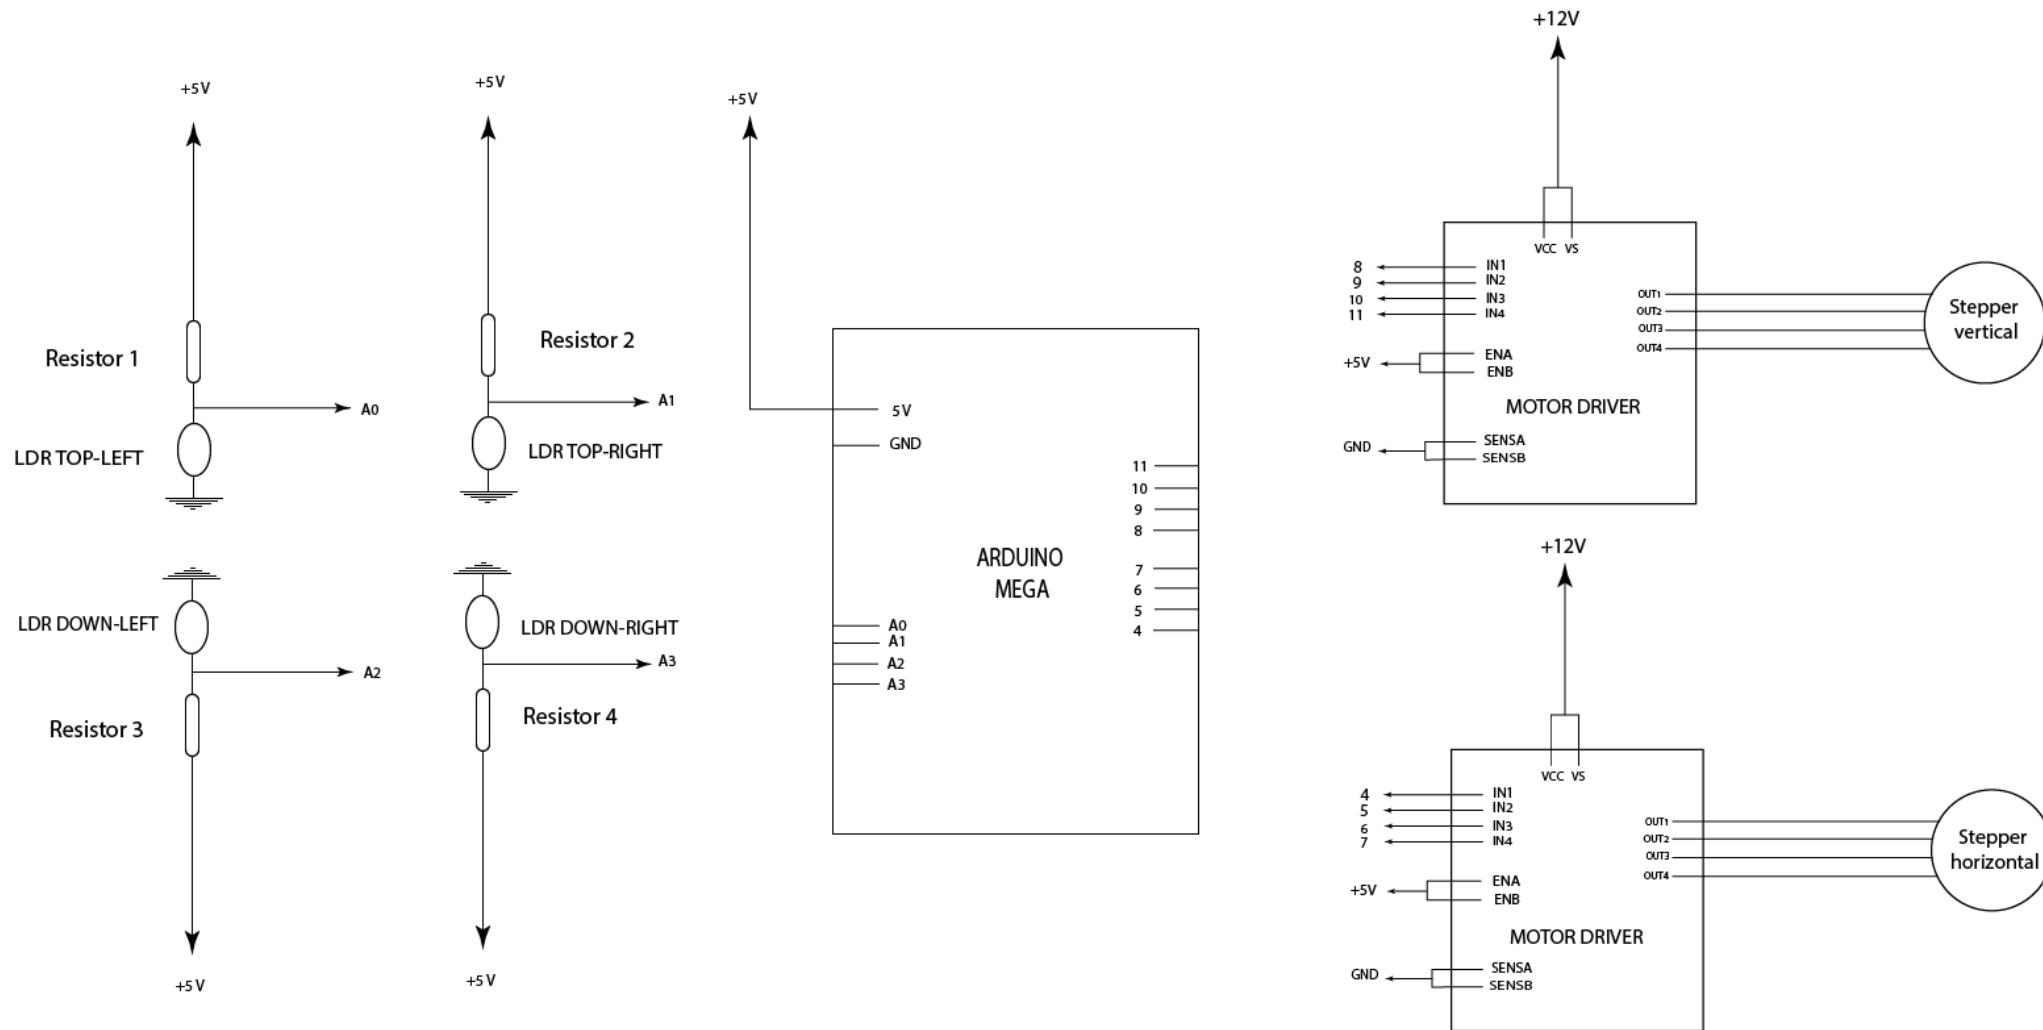 +5V
Resistor 1
A0
LDR TOP-LEFT
LDR DOWN-LEFT
A2
Resistor 3
+5V
+5V
Resistor 2
A1
LDR TOP-RIGHT
LDR DOWN-RIGHT
A3
Resistor 4
+5V
+5V
5V
GND
11
10
9
8
ARDUINO
MEGA
7
6
5
4
A0
A1
A2
A3
+12V
VCC VS
8 IN1
9 IN2
10 IN3
11 IN4
OUT1
OUT2
OUT3
OUT4
Stepper
vertical
+5V
ENA
ENB
MOTOR DRIVER
GND
SENSA
SENSB
+12V
VCC VS
4 IN1
5 IN2
6 IN3
7 IN4
OUT1
OUT2
OUT3
OUT4
Stepper
horizontal
+5V
ENA
ENB
MOTOR DRIVER
GND
SENSA
SENSB